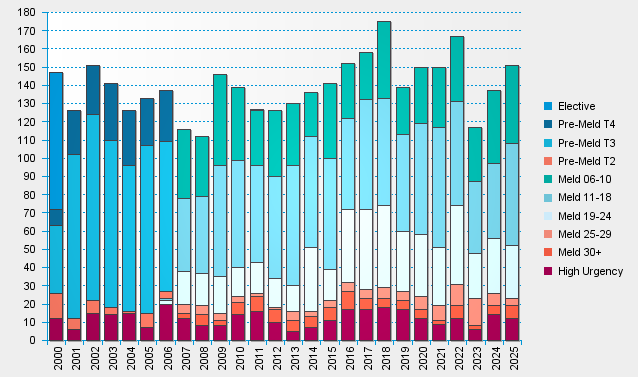 180
170
160
150
140
130
120
110
100
90
80
70
60
50
40
30
20
10
0
2000 2001 2002 2003 2004 2005 2006 2007 2008 2009 2010 2011 2012 2013 2014 2015 2016 2017 2018 2019 2020 2021 2022 2023 2024 2025
Elective
Pre-Meld T4
Pre-Meld T3
Pre-Meld T2
Meld 06-10
Meld 11-18
Meld 19-24
Meld 25-29
Meld 30+
High Urgency